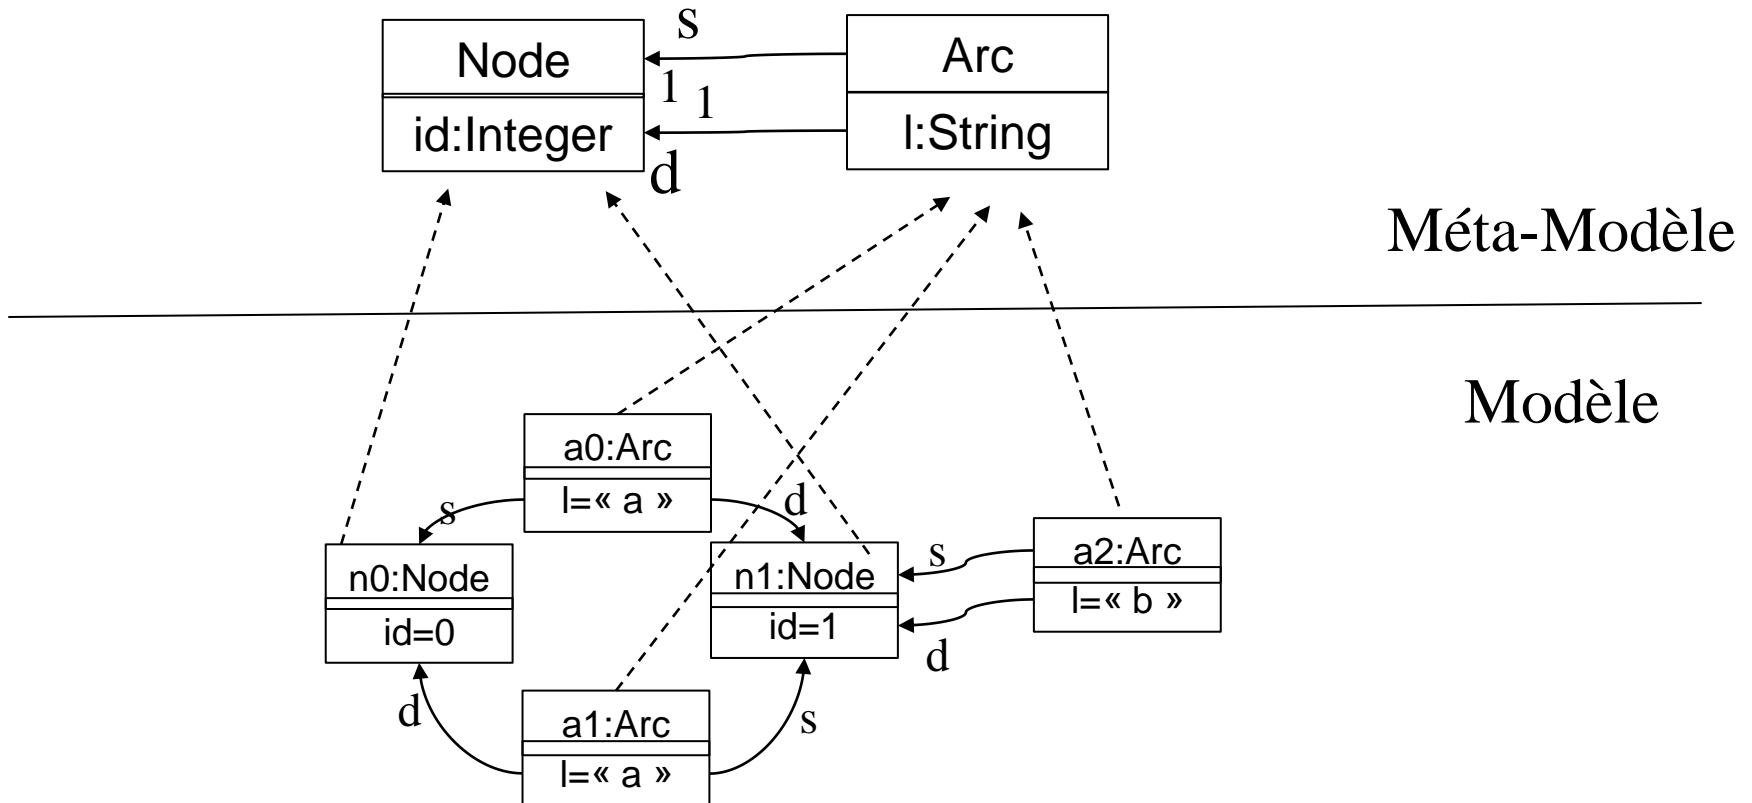 s
Node
Arc
1
1
id:Integer
l:String
d
Méta-Modèle
Modèle
a0:Arc
l=« a »
s
d
n0:Node
id=0
n1:Node
id=1
s
d
a2:Arc
l=« b »
d
a1:Arc
l=« a »
s